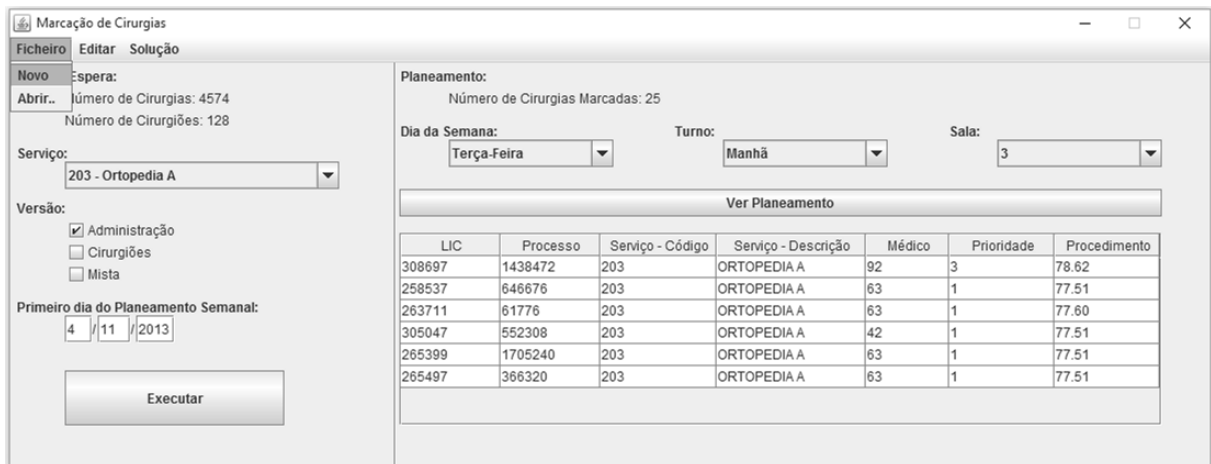 Marcação de Cirurgias
Ficheiro Editar Solução
Novo
Abrir..
Espera:
Número de Cirurgias: 4574
Número de Cirurgiões: 128
Serviço:
203 - Ortopedia A
Versão:
Administração
Cirurgiões
Mista
Primeiro dia do Planeamento Semanal:
4 / 11 / 2013
Executar
Planeamento:
Número de Cirurgias Marcadas: 25
Dia da Semana: Turno: Sala:
Terça-Feira Manhã 3
Ver Planeamento
LIC Processo Serviço - Código Serviço - Descrição Médico Prioridade Procedimento
308697 1438472 203 ORTOPEDIA A 92 3 78.62
258537 646676 203 ORTOPEDIA A 63 1 77.51
263711 61776 203 ORTOPEDIA A 63 1 77.60
305047 552308 203 ORTOPEDIA A 42 1 77.51
265399 1705240 203 ORTOPEDIA A 63 1 77.51
265497 366320 203 ORTOPEDIA A 63 1 77.51